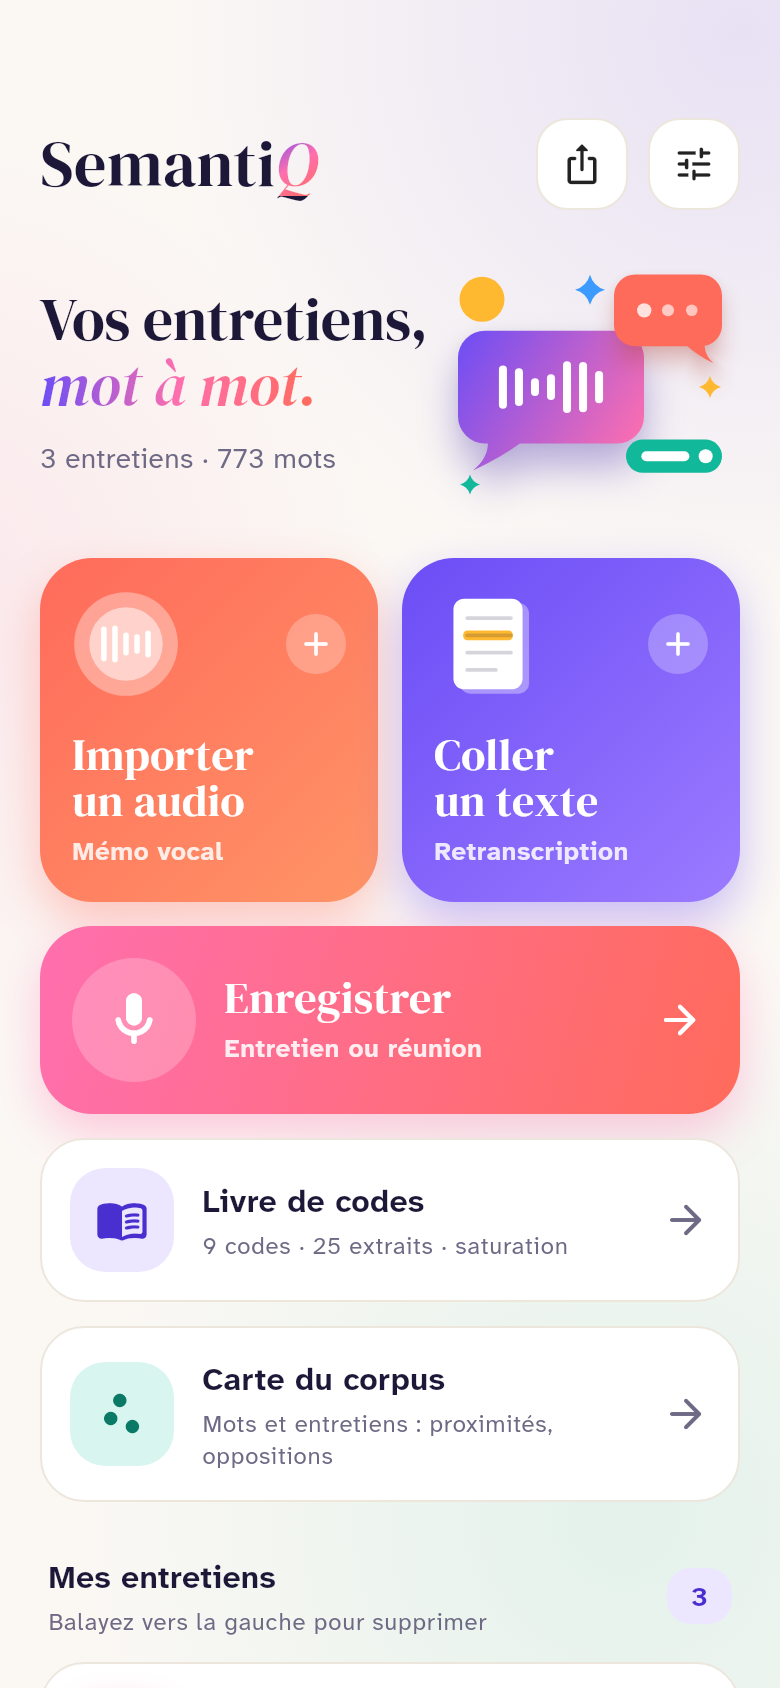 SemantiQ
Vos entretiens,
mot à mot.
3 entretiens · 773 mots
Importer
un audio
Mémo vocal
Coller
un texte
Retranscription
Enregistrer
Entretien ou réunion
Livre de codes
9 codes · 25 extraits · saturation
Carte du corpus
Mots et entretiens : proximités,
oppositions
Mes entretiens
3
Balayez vers la gauche pour supprimer